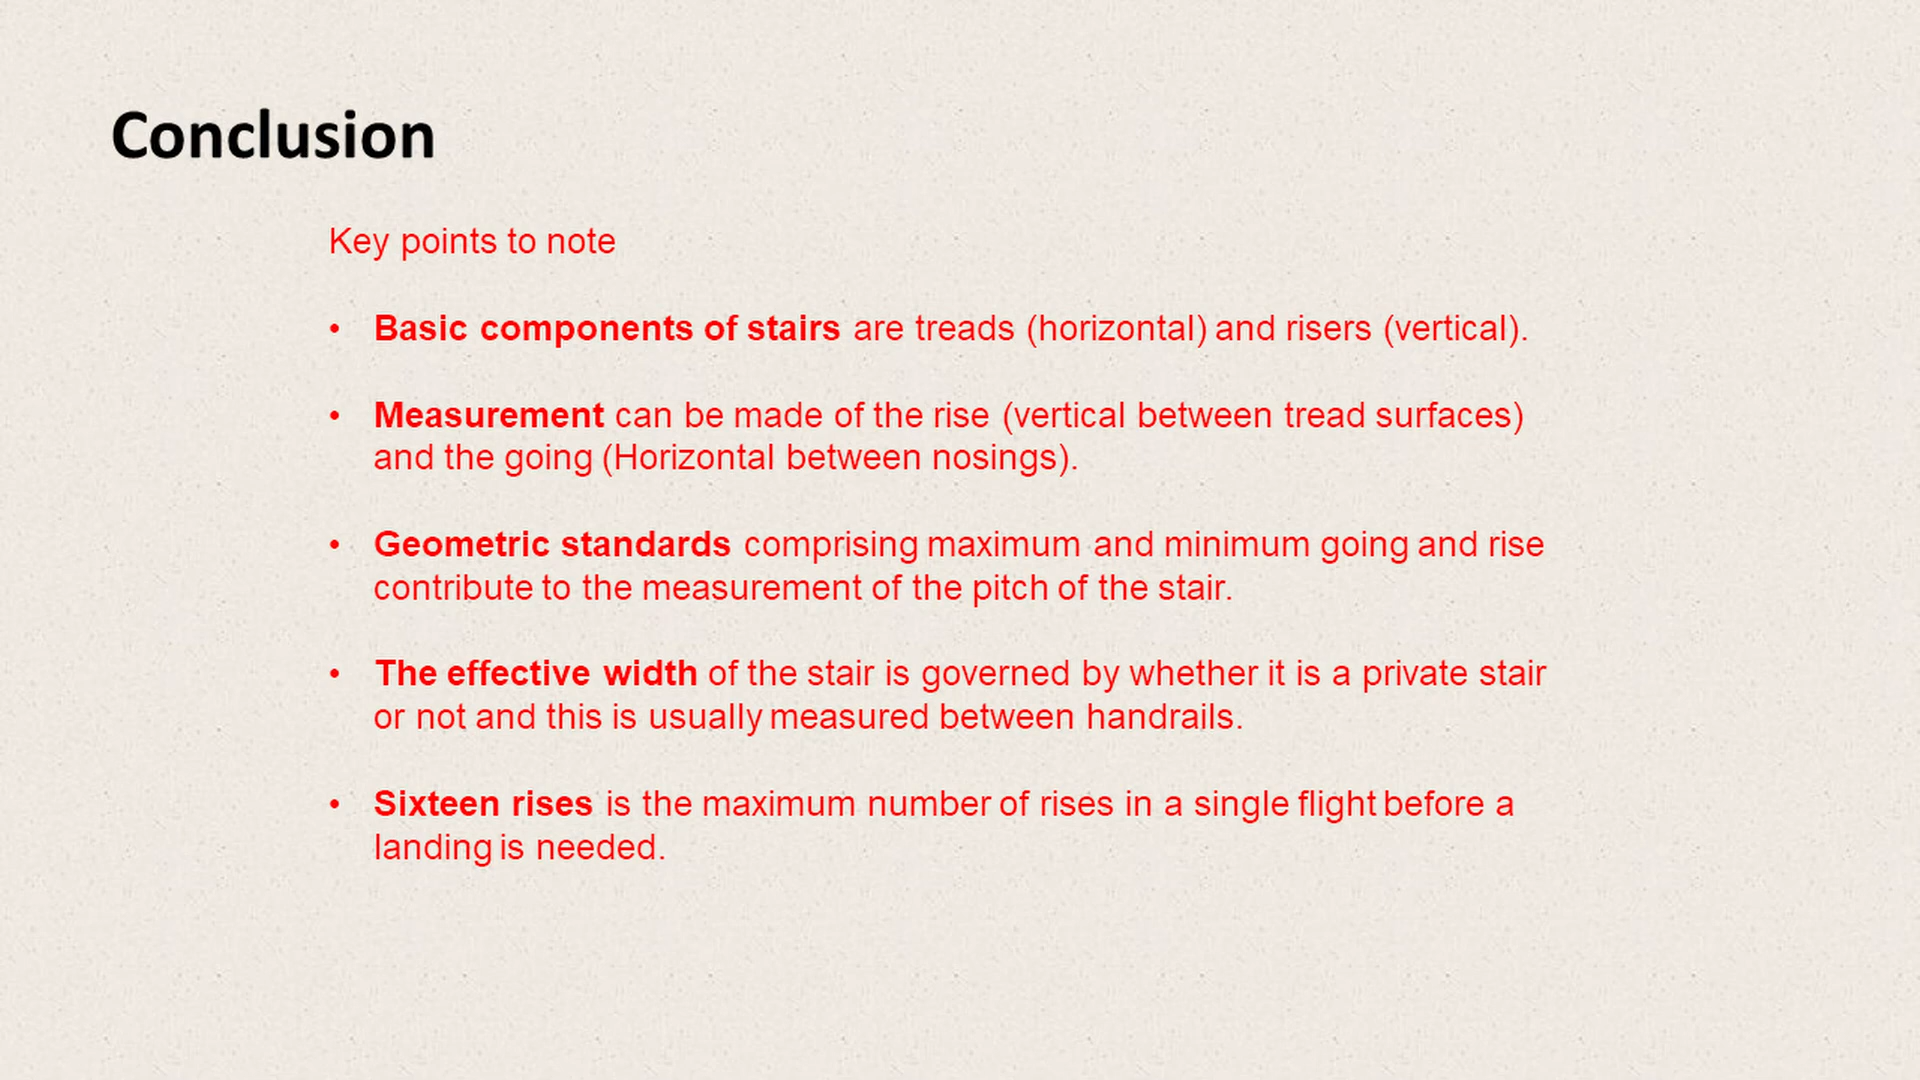 Conclusion
Key points to note
• Basic components of stairs are treads (horizontal) and risers (vertical).
• Measurement can be made of the rise (vertical between tread surfaces)
and the going (Horizontal between nosings).
• Geometric standards comprising maximum and minimum going and rise
contribute to the measurement of the pitch of the stair.
• The effective width of the stair is governed by whether it is a private stair
or not and this is usually measured between handrails.
• Sixteen rises is the maximum number of rises in a single flight before a
landing is needed.